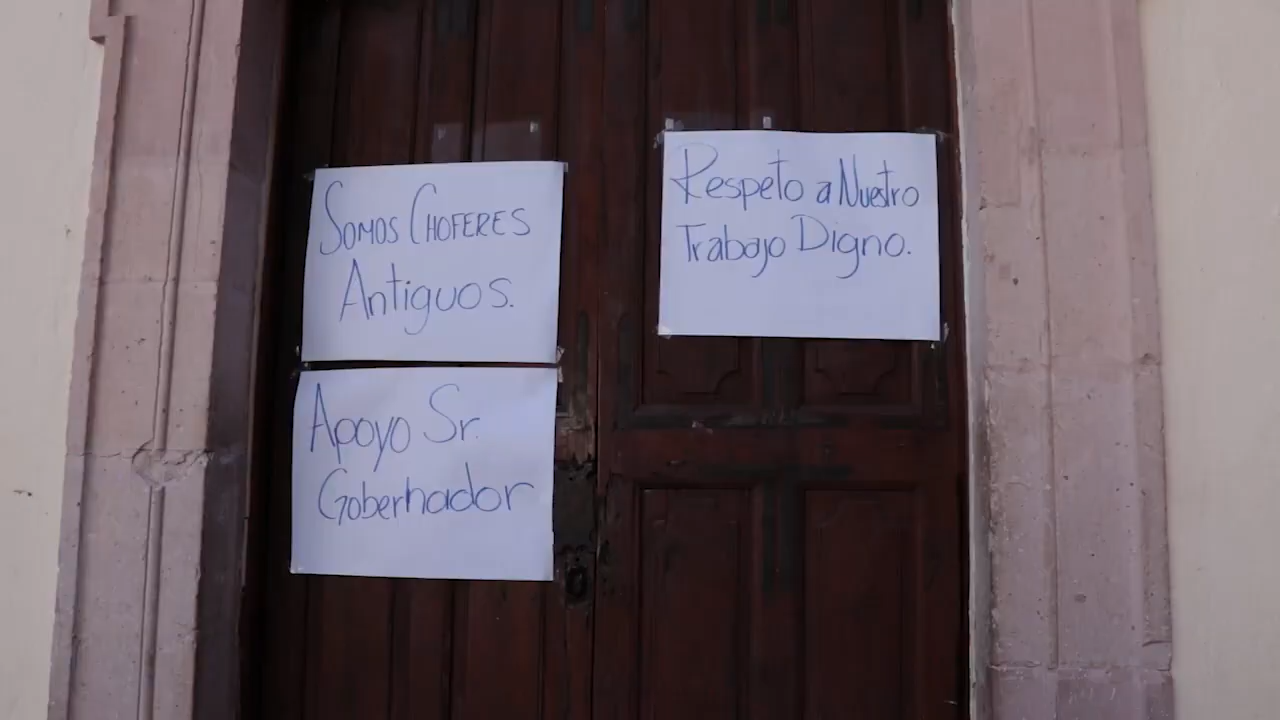 Somos Choferes
Antiguos.
Apoyo Sr.
Gobernador
Respeto a Nuestro
Trabajo Digno.